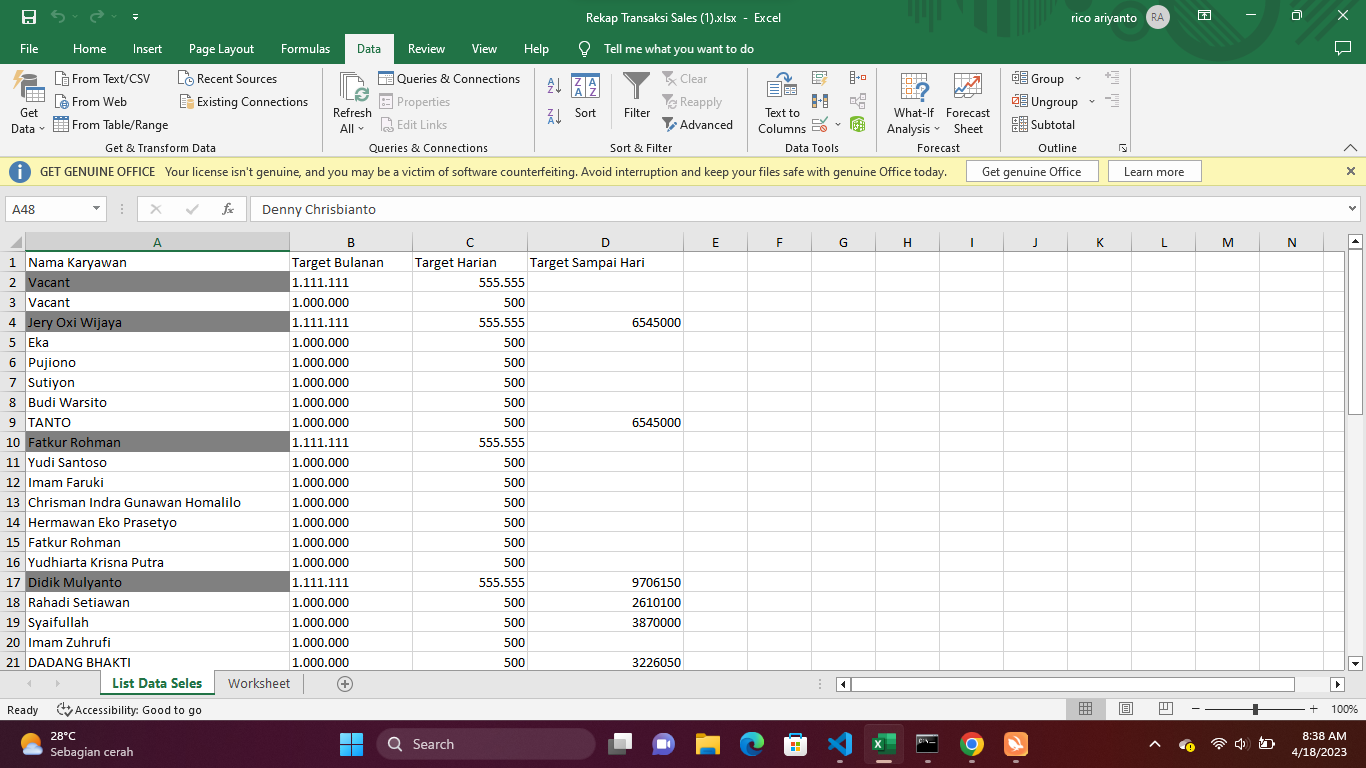 Rekap Transaksi Sales (1).xlsx - Excel
rico ariyanto RA
File Home Insert Page Layout Formulas Data Review View Help Tell me what you want to do
Get Data
From Text/CSV
From Web
From Table/Range
Recent Sources
Existing Connections
Get & Transform Data
Refresh All
Queries & Connections
Properties
Edit Links
Queries & Connections
Sort
Filter
Clear
Reapply
Advanced
Sort & Filter
Text to Columns
Data Tools
What-If Analysis
Forecast Sheet
Forecast
Group
Ungroup
Subtotal
Outline
GET GENUINE OFFICE Your license isn't genuine, and you may be a victim of software counterfeiting. Avoid interruption and keep your files safe with genuine Office today. Get genuine Office Learn more
A48 fx Denny Chrisbianto
A B C D E F G H I J K L M N
1 Nama Karyawan Target Bulanan Target Harian Target Sampai Hari
2 Vacant 1.111.111 555.555
3 Vacant 1.000.000 500
4 Jery Oxi Wijaya 1.111.111 555.555 6545000
5 Eka 1.000.000 500
6 Pujiono 1.000.000 500
7 Sutiyon 1.000.000 500
8 Budi Warsito 1.000.000 500
9 TANTO 1.000.000 500 6545000
10 Fatkur Rohman 1.111.111 555.555
11 Yudi Santoso 1.000.000 500
12 Imam Faruki 1.000.000 500
13 Chrisman Indra Gunawan Homalilo 1.000.000 500
14 Hermawan Eko Prasetyo 1.000.000 500
15 Fatkur Rohman 1.000.000 500
16 Yudhiarta Krisna Putra 1.000.000 500
17 Didik Mulyanto 1.111.111 555.555 9706150
18 Rahadi Setiawan 1.000.000 500 2610100
19 Syaifullah 1.000.000 500 3870000
20 Imam Zuhrufi 1.000.000 500
21 DADANG BHAKTI 1.000.000 500 3226050
List Data Seles Worksheet
Ready Accessibility: Good to go 100%
28°C
Sebagian cerah
Search
8:38 AM
4/18/2023